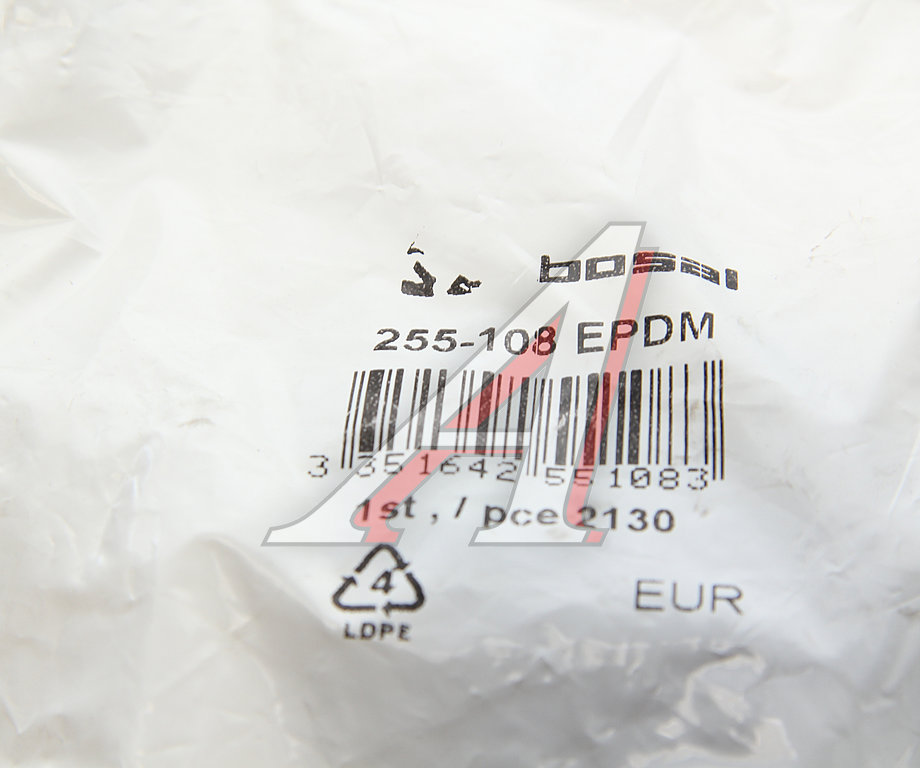 bosal
255-108 EPDM
3 351642 551083
1st , / pce 2130
4
LDPE
EUR